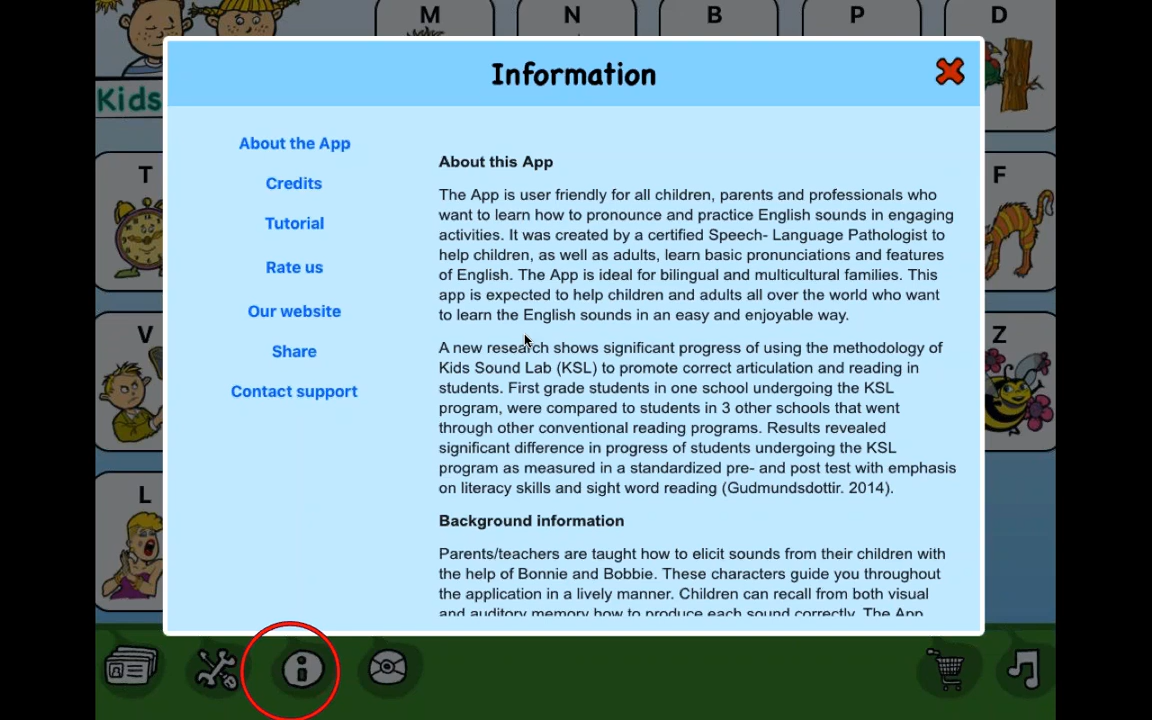 M N B P D
Information
Kids
About the App
Credits
Tutorial
Rate us
Our website
Share
Contact support
About this App
The App is user friendly for all children, parents and professionals who
want to learn how to pronounce and practice English sounds in engaging
activities. It was created by a certified Speech- Language Pathologist to
help children, as well as adults, learn basic pronunciations and features
of English. The App is ideal for bilingual and multicultural families. This
app is expected to help children and adults all over the world who want
to learn the English sounds in an easy and enjoyable way.
A new research shows significant progress of using the methodology of
Kids Sound Lab (KSL) to promote correct articulation and reading in
students. First grade students in one school undergoing the KSL
program, were compared to students in 3 other schools that went
through other conventional reading programs. Results revealed
significant difference in progress of students undergoing the KSL
program as measured in a standardized pre- and post test with emphasis
on literacy skills and sight word reading (Gudmundsdottir. 2014).
Background information
Parents/teachers are taught how to elicit sounds from their children with
the help of Bonnie and Bobbie. These characters guide you throughout
the application in a lively manner. Children can recall from both visual
and auditory memory how to produce each sound correctly. The App
T F
V Z
L